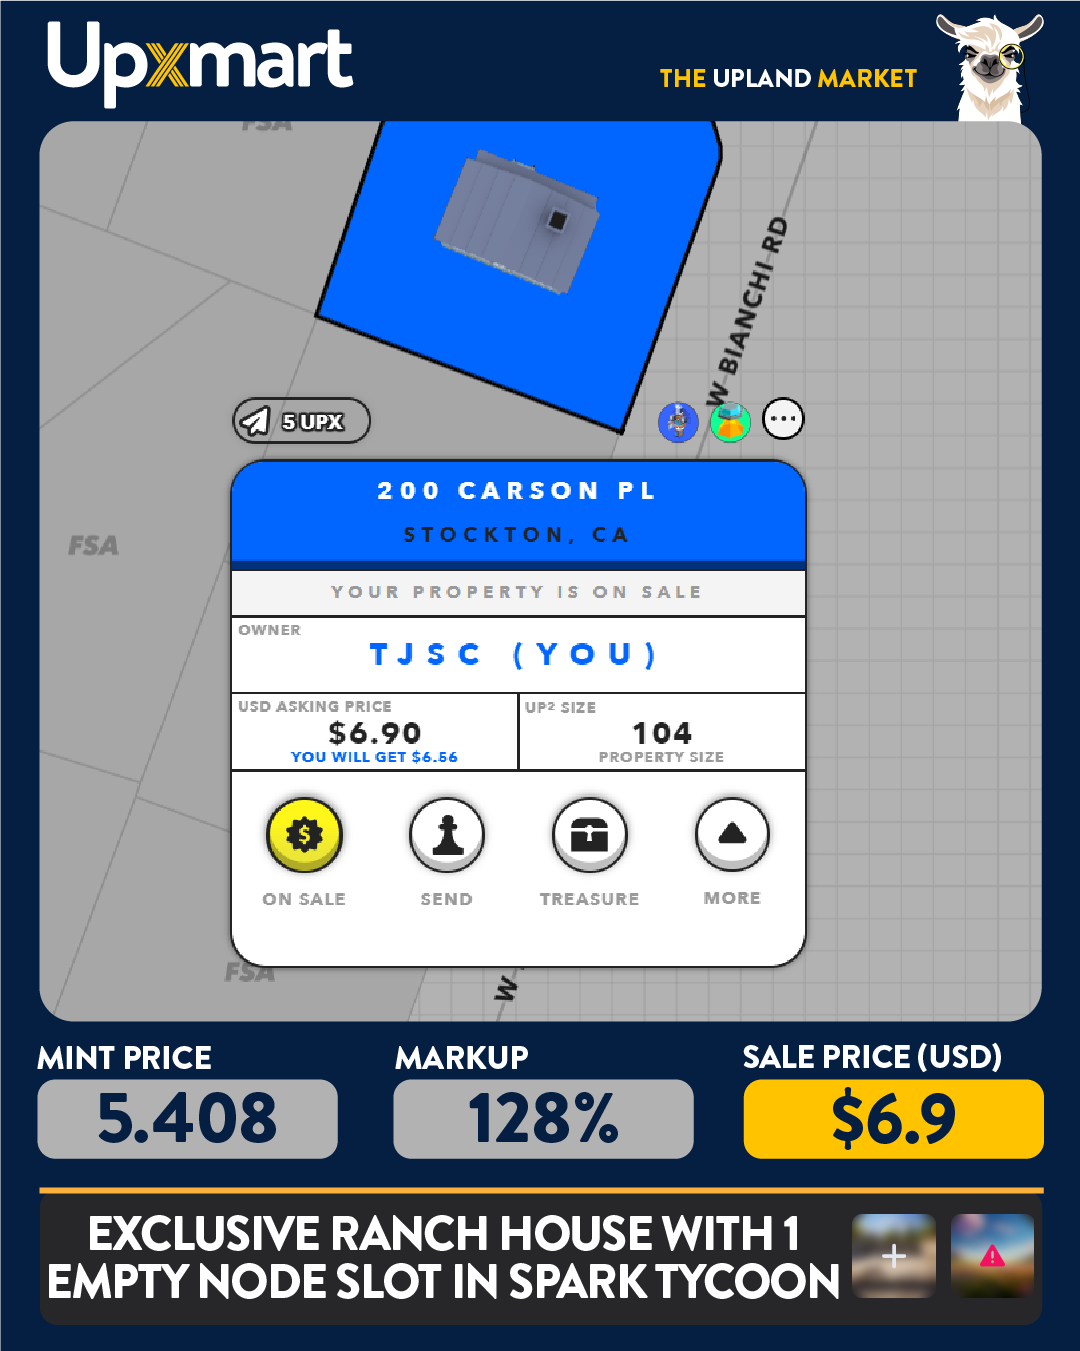 Upxmart
THE UPLAND MARKET
FSA
W BIANCHI RD
5 UPX
200 CARSON PL
STOCKTON, CA
FSA
YOUR PROPERTY IS ON SALE
OWNER
TJSC (YOU)
USD ASKING PRICE
$6.90
YOU WILL GET $6.56
UP² SIZE
104
PROPERTY SIZE
$
ON SALE
SEND
TREASURE
MORE
FSA
W
MINT PRICE
5.408
MARKUP
128%
SALE PRICE (USD)
$6.9
EXCLUSIVE RANCH HOUSE WITH 1
EMPTY NODE SLOT IN SPARK TYCOON